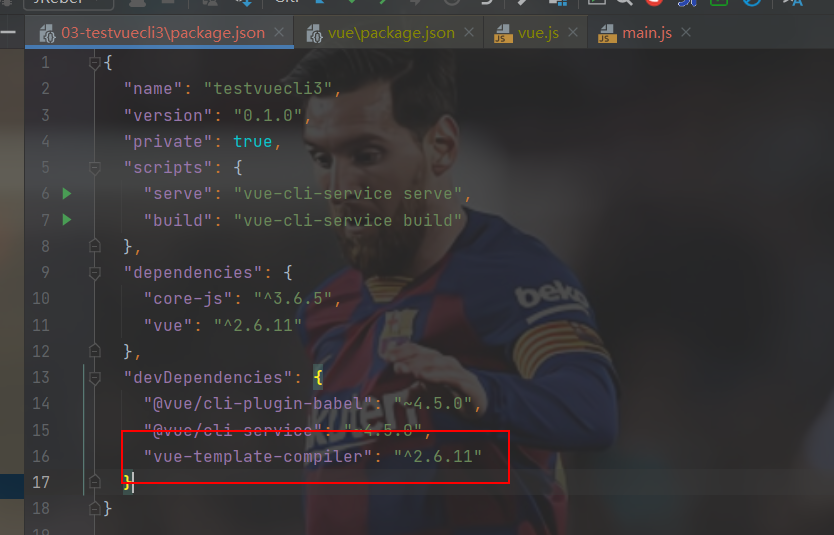 03-testvuecli3\package.json
vue\package.json
vue.js
main.js
1 {
2 "name": "testvuecli3",
3 "version": "0.1.0",
4 "private": true,
5 "scripts": {
6 "serve": "vue-cli-service serve",
7 "build": "vue-cli-service build"
8 },
9 "dependencies": {
10 "core-js": "^3.6.5",
11 "vue": "^2.6.11"
12 },
13 "devDependencies": {
14 "@vue/cli-plugin-babel": "~4.5.0",
15 "@vue/cli-service": "~4.5.0",
16 "vue-template-compiler": "^2.6.11"
17 }
18 }
beko